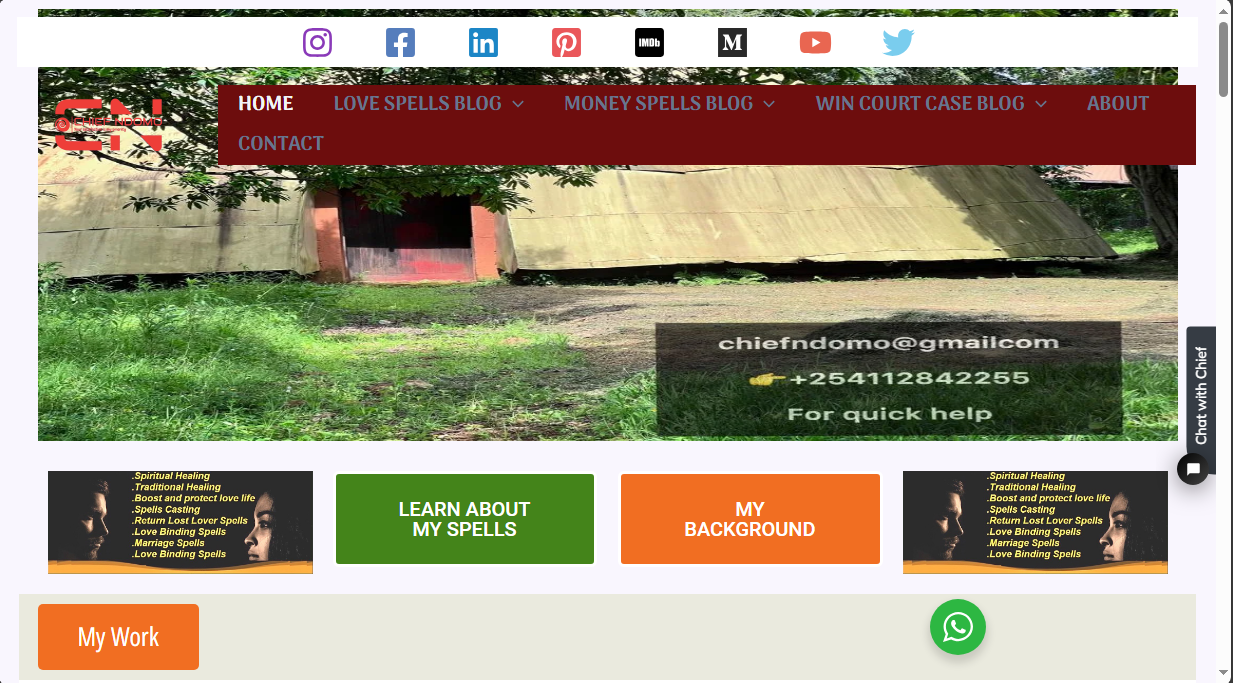 IMDb
M
CN
CHIEF NDOMO
HOME
LOVE SPELLS BLOG
MONEY SPELLS BLOG
WIN COURT CASE BLOG
ABOUT
CONTACT
chiefndomo@gmailcom
+254112842255
For quick help
Chat with Chief
.Spiritual Healing
.Traditional Healing
.Boost and protect love life
.Spells Casting
.Return Lost Lover Spells
.Love Binding Spells
.Marriage Spells
.Love Binding Spells
LEARN ABOUT
MY SPELLS
MY
BACKGROUND
.Spiritual Healing
.Traditional Healing
.Boost and protect love life
.Spells Casting
.Return Lost Lover Spells
.Love Binding Spells
.Marriage Spells
.Love Binding Spells
My Work